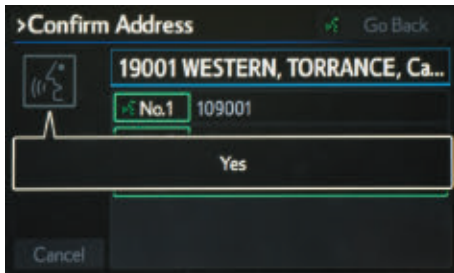 >Confirm Address
Go Back
19001 WESTERN, TORRANCE, Ca...
No.1 109001
Yes
Cancel